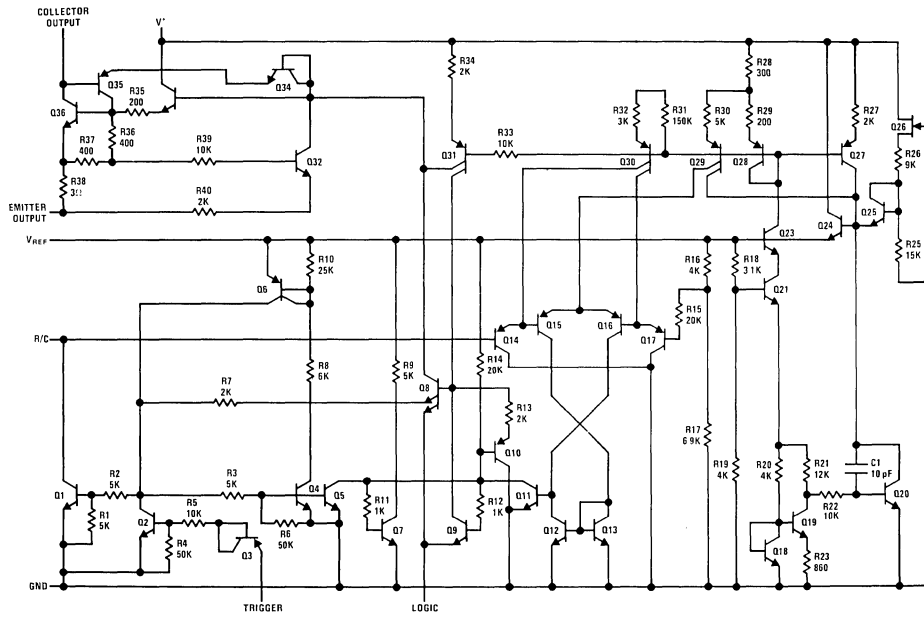 COLLECTOR
OUTPUT
V+
R34
2K
R28
300
Q35
R35
200
Q34
Q36
R32
3K
R31
150K
R30
5K
R29
200
R27
2K
Q26
R37
400
R36
400
R39
10K
R33
10K
Q31
Q30
Q29
Q28
Q27
R26
9K
Q32
R38
3Ω
R40
2K
EMITTER
OUTPUT
Q25
Q24
VREF
R10
25K
R16
4K
R18
3 1K
Q23
R25
15K
Q6
Q21
R15
20K
Q15
Q16
R/C
Q14
Q17
R8
6K
R9
5K
R14
20K
R7
2K
Q8
R13
2K
R17
6 9K
Q10
R2
5K
R3
5K
R19
4K
R20
4K
R21
12K
C1
10 pF
Q1
Q4
Q5
Q11
R5
10K
R11
1K
R12
1K
R22
10K
Q20
R1
5K
Q2
Q7
Q9
Q12
Q13
Q19
R4
50K
Q3
R6
50K
Q18
R23
860
GND
TRIGGER
LOGIC